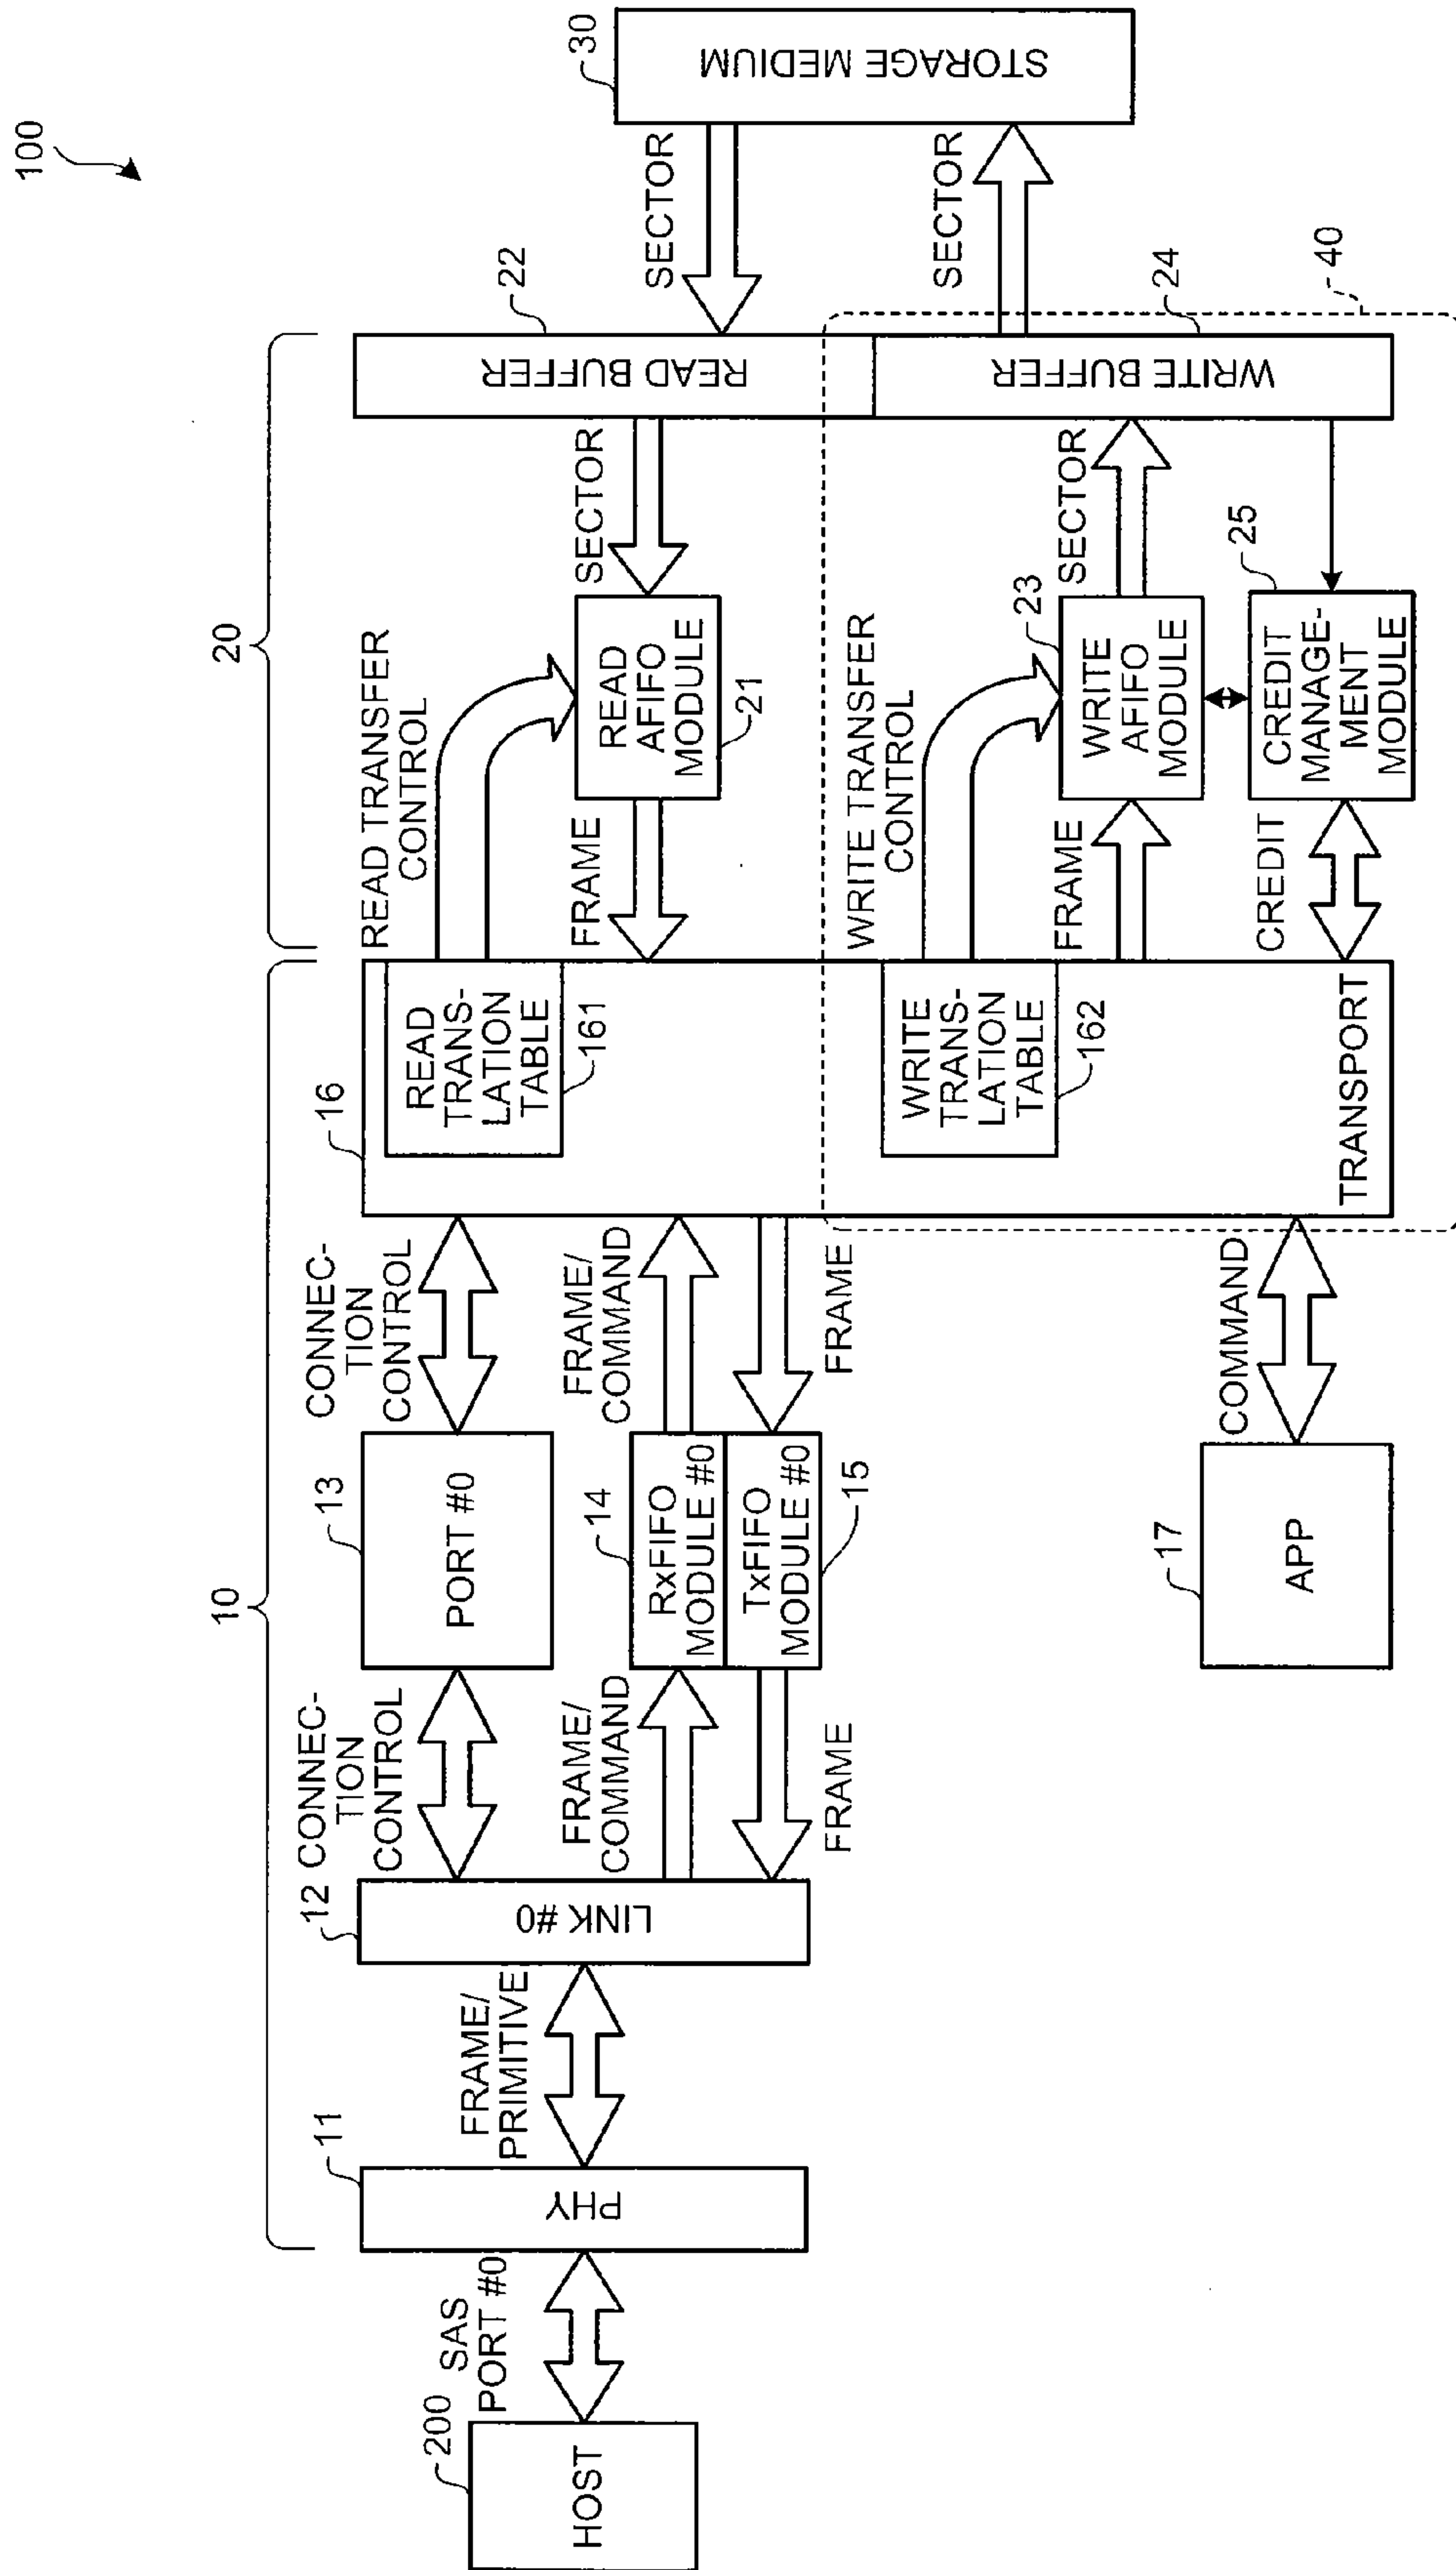 100
20
10
200
HOST
SAS
PORT #0
11
PHY
FRAME/
PRIMITIVE
12
LINK #0
CONNEC-
TION
CONTROL
FRAME/
COMMAND
FRAME
13
PORT #0
14
RxFIFO
MODULE #0
TxFIFO
MODULE #0
15
17
APP
CONNEC-
TION
CONTROL
FRAME/
COMMAND
FRAME
COMMAND
16
READ
TRANS-
LATION
TABLE
161
WRITE
TRANS-
LATION
TABLE
162
TRANSPORT
READ TRANSFER
CONTROL
FRAME
WRITE TRANSFER
CONTROL
FRAME
CREDIT
READ
AFIFO
MODULE
21
23
WRITE
AFIFO
MODULE
25
CREDIT
MANAGE-
MENT
MODULE
SECTOR
SECTOR
22
READ BUFFER
24
WRITE BUFFER
40
SECTOR
SECTOR
30
STORAGE MEDIUM